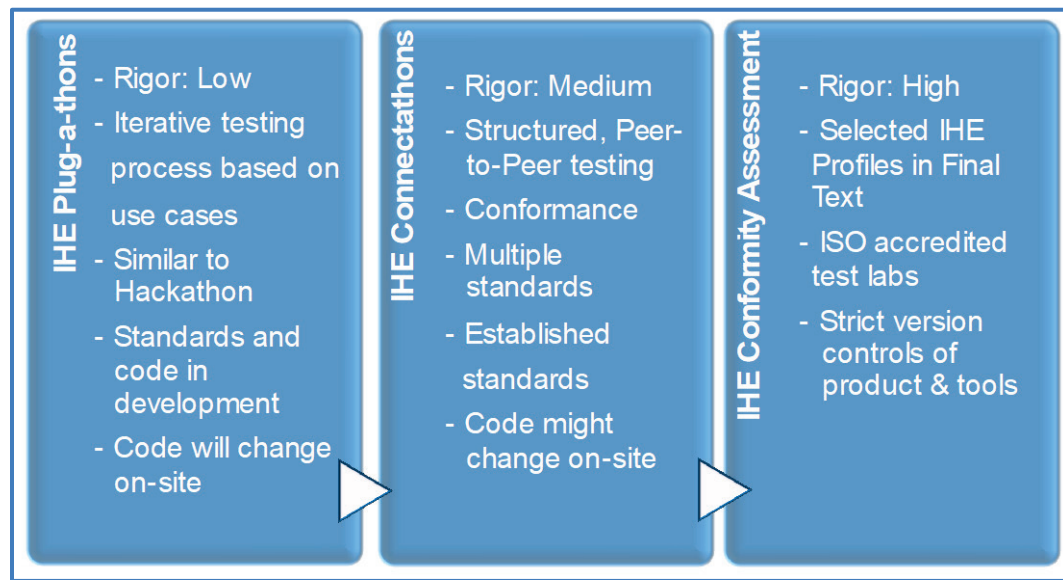 IHE Plug-a-thons
- Rigor: Low
- Iterative testing
process based on
use cases
- Similar to
Hackathon
- Standards and
code in
development
- Code will change
on-site
IHE Connectathons
- Rigor: Medium
- Structured, Peer-
to-Peer testing
- Conformance
- Multiple
standards
- Established
standards
- Code might
change on-site
IHE Conformity Assessment
- Rigor: High
- Selected IHE
Profiles in Final
Text
- ISO accredited
test labs
- Strict version
controls of
product & tools